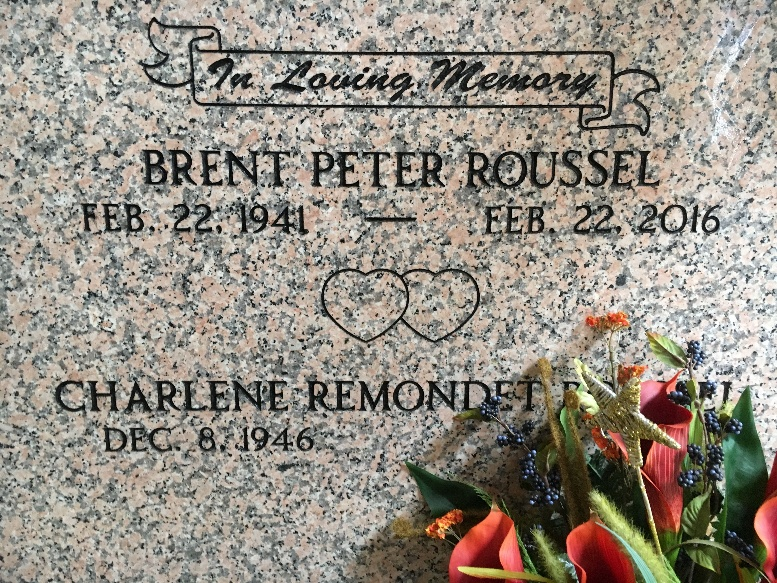 In Loving Memory
BRENT PETER ROUSSEL
FEB. 22, 1941 — FEB. 22, 2016
CHARLENE REMONDET
DEC. 8, 1946